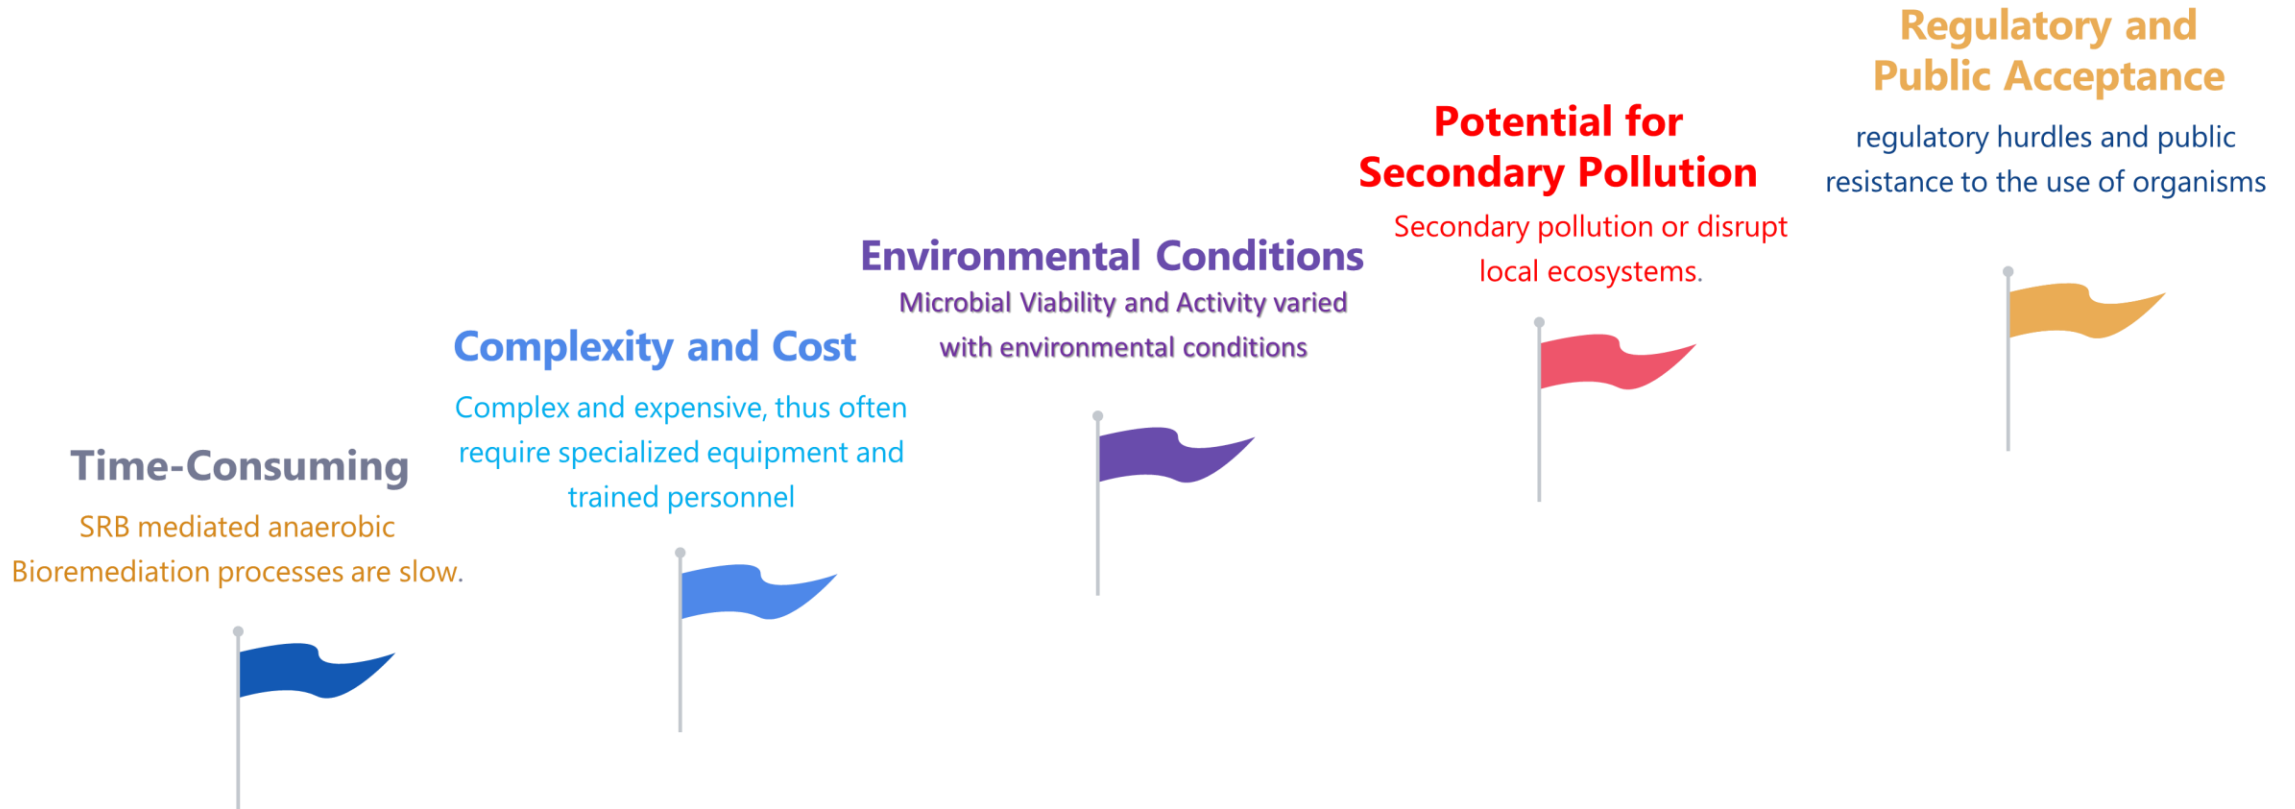 Time-Consuming
SRB mediated anaerobic
Bioremediation processes are slow.
Complexity and Cost
Complex and expensive, thus often
require specialized equipment and
trained personnel
Environmental Conditions
Microbial Viability and Activity varied
with environmental conditions
Potential for
Secondary Pollution
Secondary pollution or disrupt
local ecosystems.
Regulatory and
Public Acceptance
regulatory hurdles and public
resistance to the use of organisms